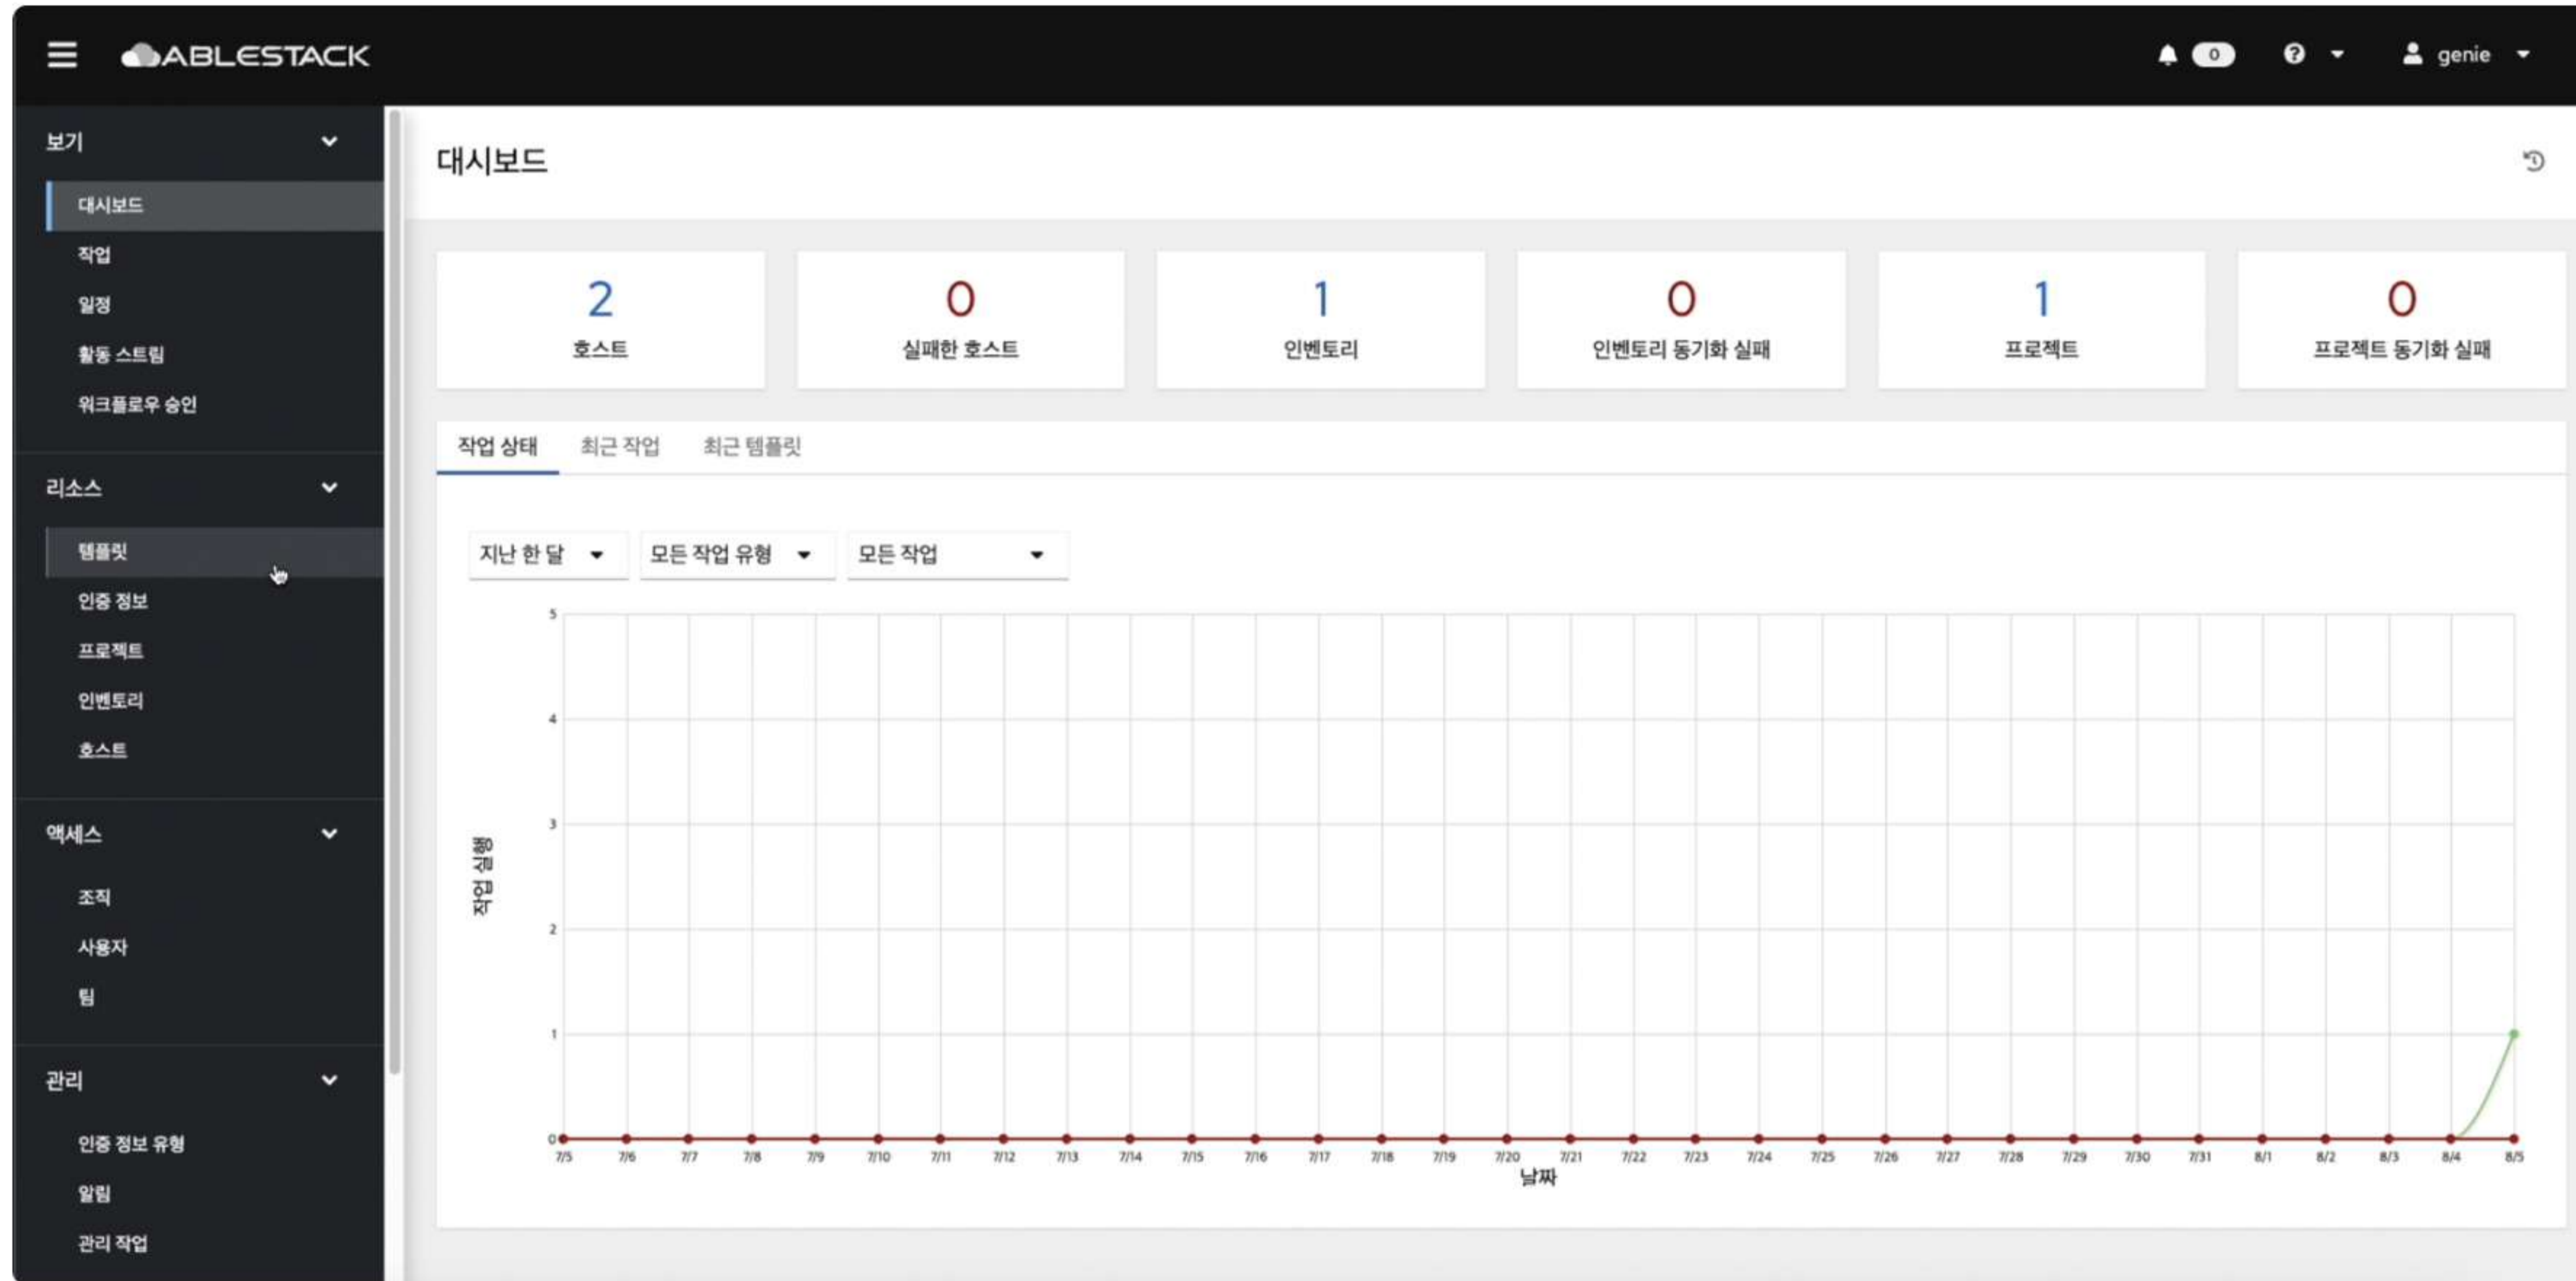 ABLESTACK
0
genie
보기
대시보드
작업
일정
활동 스트림
워크플로우 승인
리소스
템플릿
인증 정보
프로젝트
인벤토리
호스트
액세스
조직
사용자
팀
관리
인증 정보 유형
알림
관리 작업
대시보드
2
호스트
0
실패한 호스트
1
인벤토리
0
인벤토리 동기화 실패
1
프로젝트
0
프로젝트 동기화 실패
작업 상태 최근 작업 최근 템플릿
지난 한 달 모든 작업 유형 모든 작업
작업 실행
5
4
3
2
1
0
7/5 7/6 7/7 7/8 7/9 7/10 7/11 7/12 7/13 7/14 7/15 7/16 7/17 7/18 7/19 7/20 7/21 7/22 7/23 7/24 7/25 7/26 7/27 7/28 7/29 7/30 7/31 8/1 8/2 8/3 8/4 8/5
날짜